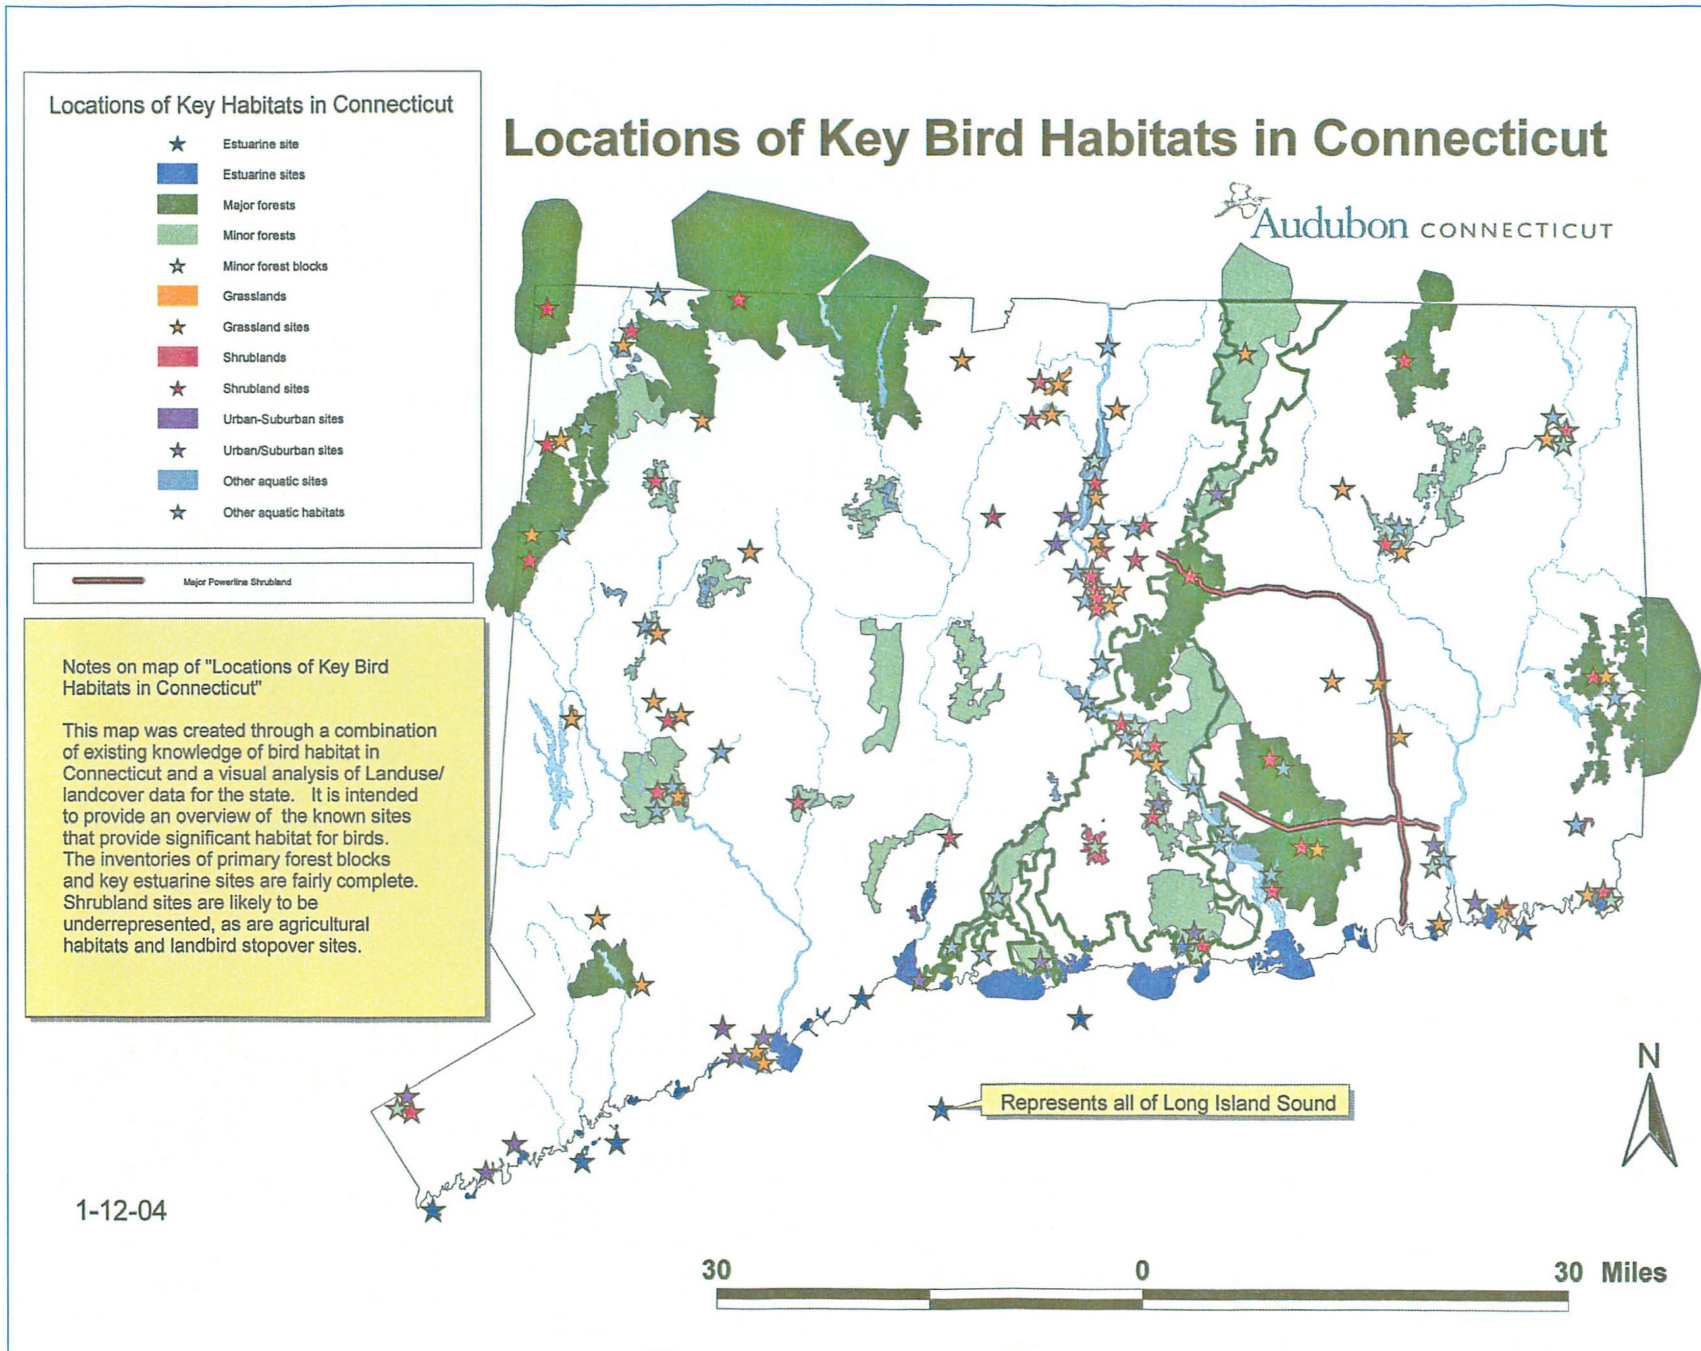 Locations of Key Habitats in Connecticut
Estuarine site
Estuarine sites
Major forests
Minor forests
Minor forest blocks
Grasslands
Grassland sites
Shrublands
Shrubland sites
Urban-Suburban sites
Urban/Suburban sites
Other aquatic sites
Other aquatic habitats
Major Powerline Shrubland
Notes on map of "Locations of Key Bird
Habitats in Connecticut"
This map was created through a combination
of existing knowledge of bird habitat in
Connecticut and a visual analysis of Landuse/
landcover data for the state. It is intended
to provide an overview of the known sites
that provide significant habitat for birds.
The inventories of primary forest blocks
and key estuarine sites are fairly complete.
Shrubland sites are likely to be
underrepresented, as are agricultural
habitats and landbird stopover sites.
1-12-04
Locations of Key Bird Habitats in Connecticut
Audubon CONNECTICUT
Represents all of Long Island Sound
N
30 0 30 Miles